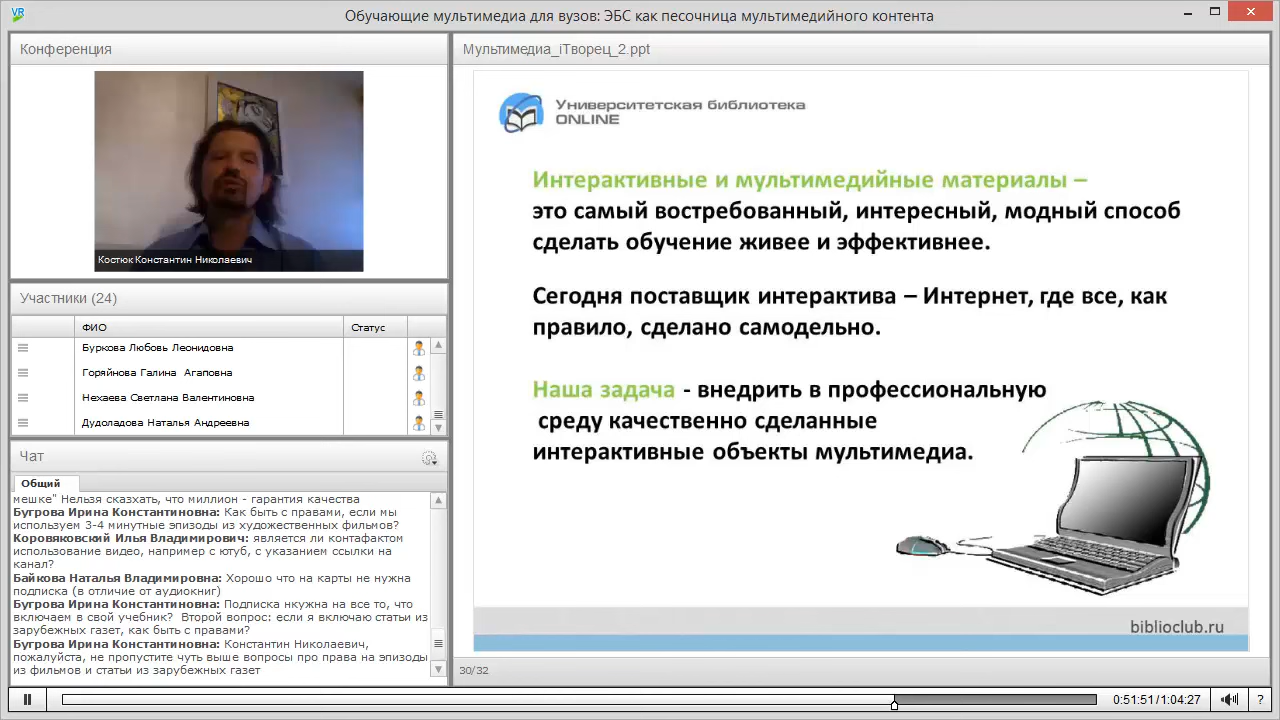 VR
Обучающие мультимедиа для вузов: ЭБС как песочница мультимедийного контента
Конференция
Костюк Константин Николаевич
Участники (24)
ФИО
Статус
Буркова Любовь Леонидовна
Горяйнова Галина Агаповна
Нехаева Светлана Валентиновна
Дудоладова Наталья Андреевна
Чат
Общий
мешке" Нельзя сказхать, что миллион - гарантия качества
Бугрова Ирина Константиновна: Как быть с правами, если мы
используем 3-4 минутные эпизоды из художественных фильмов?
Коровяковский Илья Владимирович: является ли контафактом
использование видео, например с ютуб, с указанием ссылки на
канал?
Байкова Наталья Владимировна: Хорошо что на карты не нужна
подписка (в отличие от аудиокниг)
Бугрова Ирина Константиновна: Подписка нкужна на все то, что
включаем в свой учебник? Второй вопрос: если я включаю статьи из
зарубежных газет, как быть с правами?
Бугрова Ирина Константиновна: Константин Николаевич,
пожалуйста, не пропустите чуть выше вопросы про права на эпизоды
из фильмов и статьи из зарубежных газет
Мультимедиа_iТворец_2.ppt
Университетская библиотека
ONLINE
Интерактивные и мультимедийные материалы –
это самый востребованный, интересный, модный способ
сделать обучение живее и эффективнее.
Сегодня поставщик интерактива – Интернет, где все, как
правило, сделано самодельно.
Наша задача - внедрить в профессиональную
среду качественно сделанные
интерактивные объекты мультимедиа.
biblioclub.ru
30/32
0:51:51/1:04:27
?